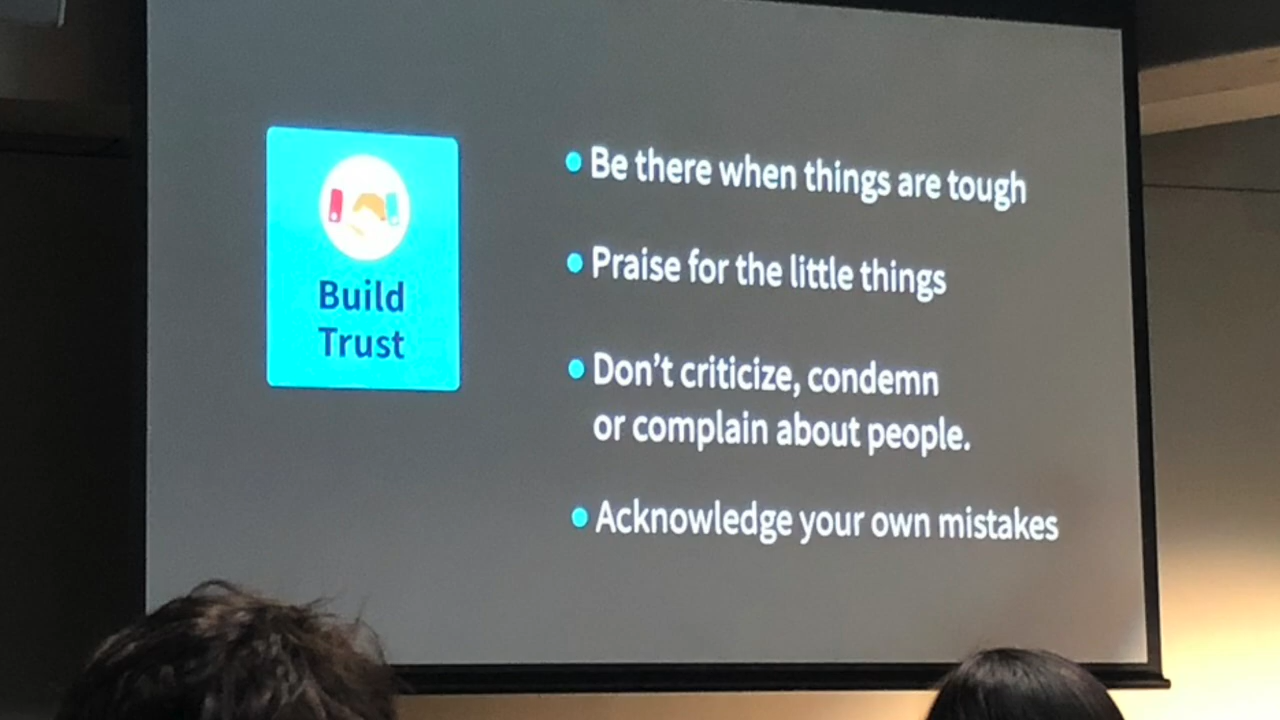 Build
Trust
Be there when things are tough
Praise for the little things
Don't criticize, condemn
or complain about people.
Acknowledge your own mistakes